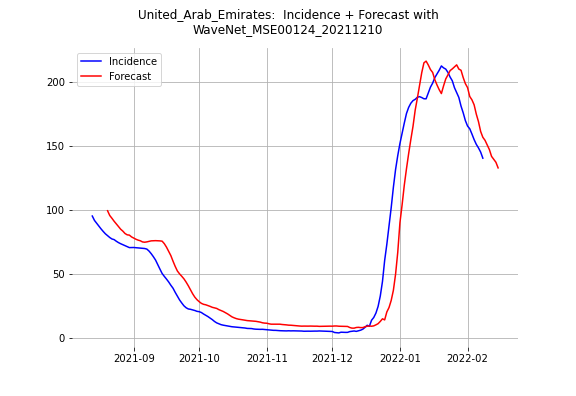 United_Arab_Emirates:  Incidence + Forecast with
WaveNet_MSE00124_20211210
Incidence
Forecast
200
150
100
50
0
2021-09
2021-10
2021-11
2021-12
2022-01
2022-02